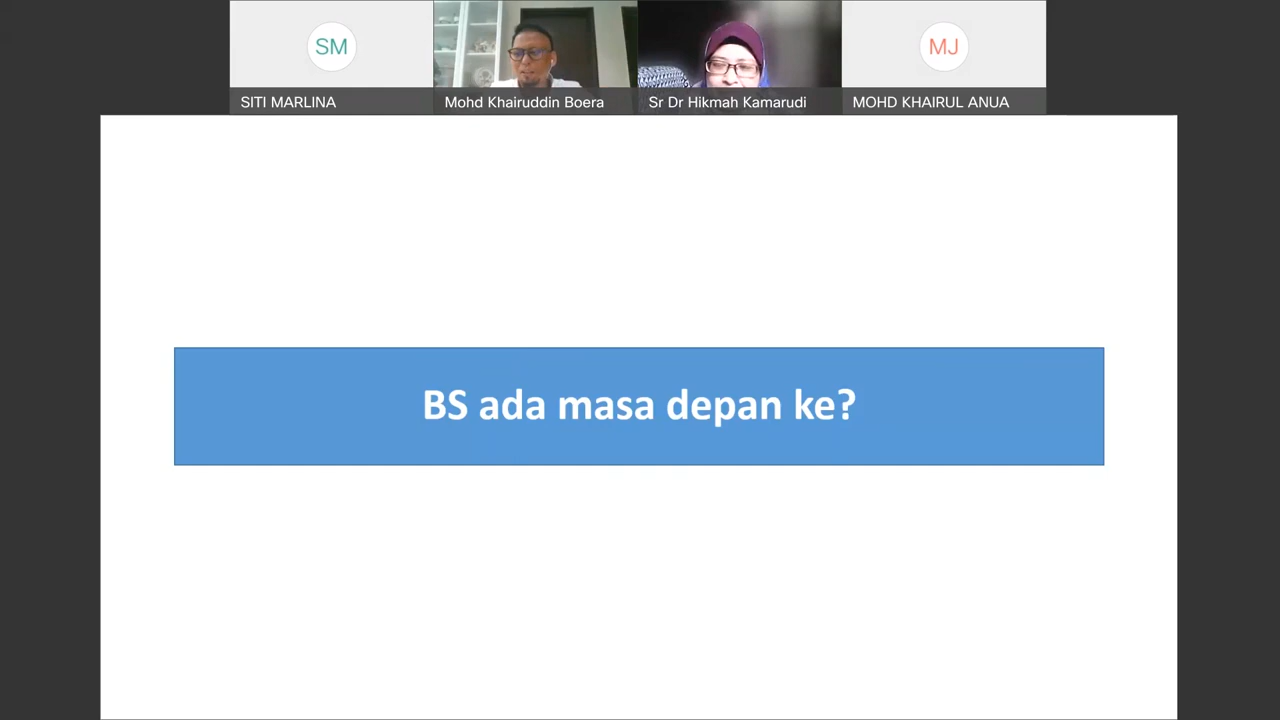 SM
MJ
SITI MARLINA
Mohd Khairuddin Boera
Sr Dr Hikmah Kamarudi
MOHD KHAIRUL ANUA
BS ada masa depan ke?